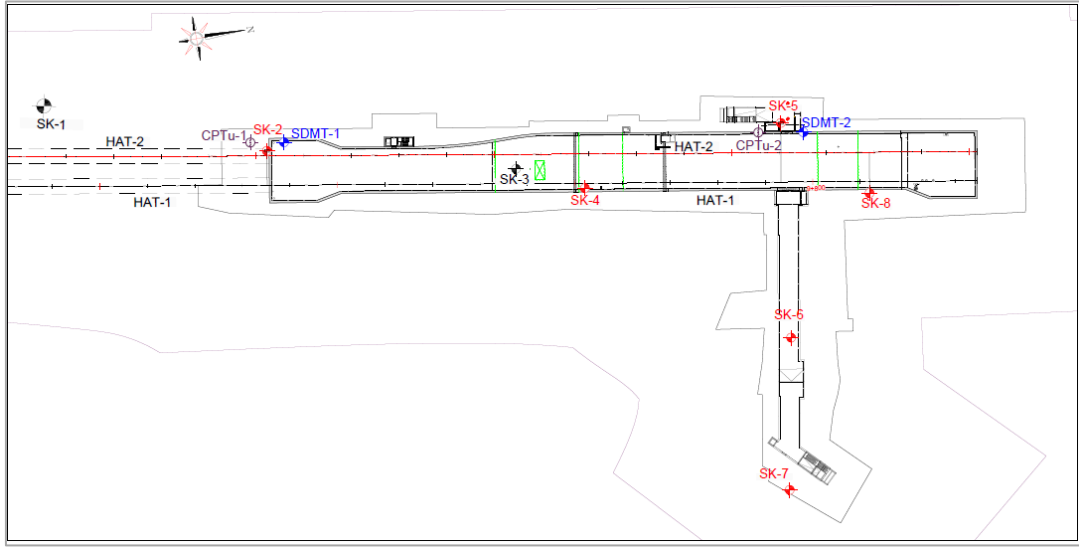 N
SK-1
SK-5
HAT-2
CPTu-1
SK-2
SDMT-1
SDMT-2
CPTu-2
HAT-2
SK-3
HAT-1
SK-4
HAT-1
SK-8
SK-6
SK-7